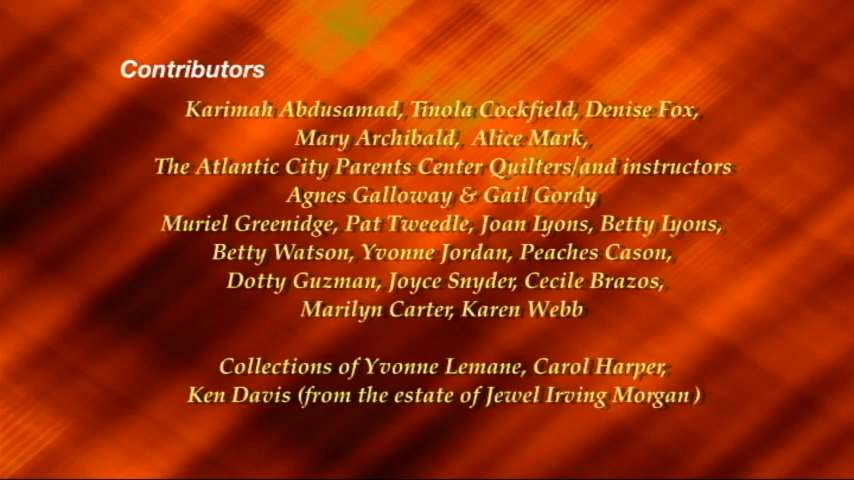 Contributors
Karimah Abdusamad, Tinola Cockfield, Denise Fox,
Mary Archibald, Alice Mark,
The Atlantic City Parents Center Quilters/and instructors
Agnes Galloway & Gail Gordy
Muriel Greenidge, Pat Tweedle, Joan Lyons, Betty Lyons,
Betty Watson, Yvonne Jordan, Peaches Cason,
Dotty Guzman, Joyce Snyder, Cecile Brazos,
Marilyn Carter, Karen Webb
Collections of Yvonne Lemane, Carol Harper,
Ken Davis (from the estate of Jewel Irving Morgan)